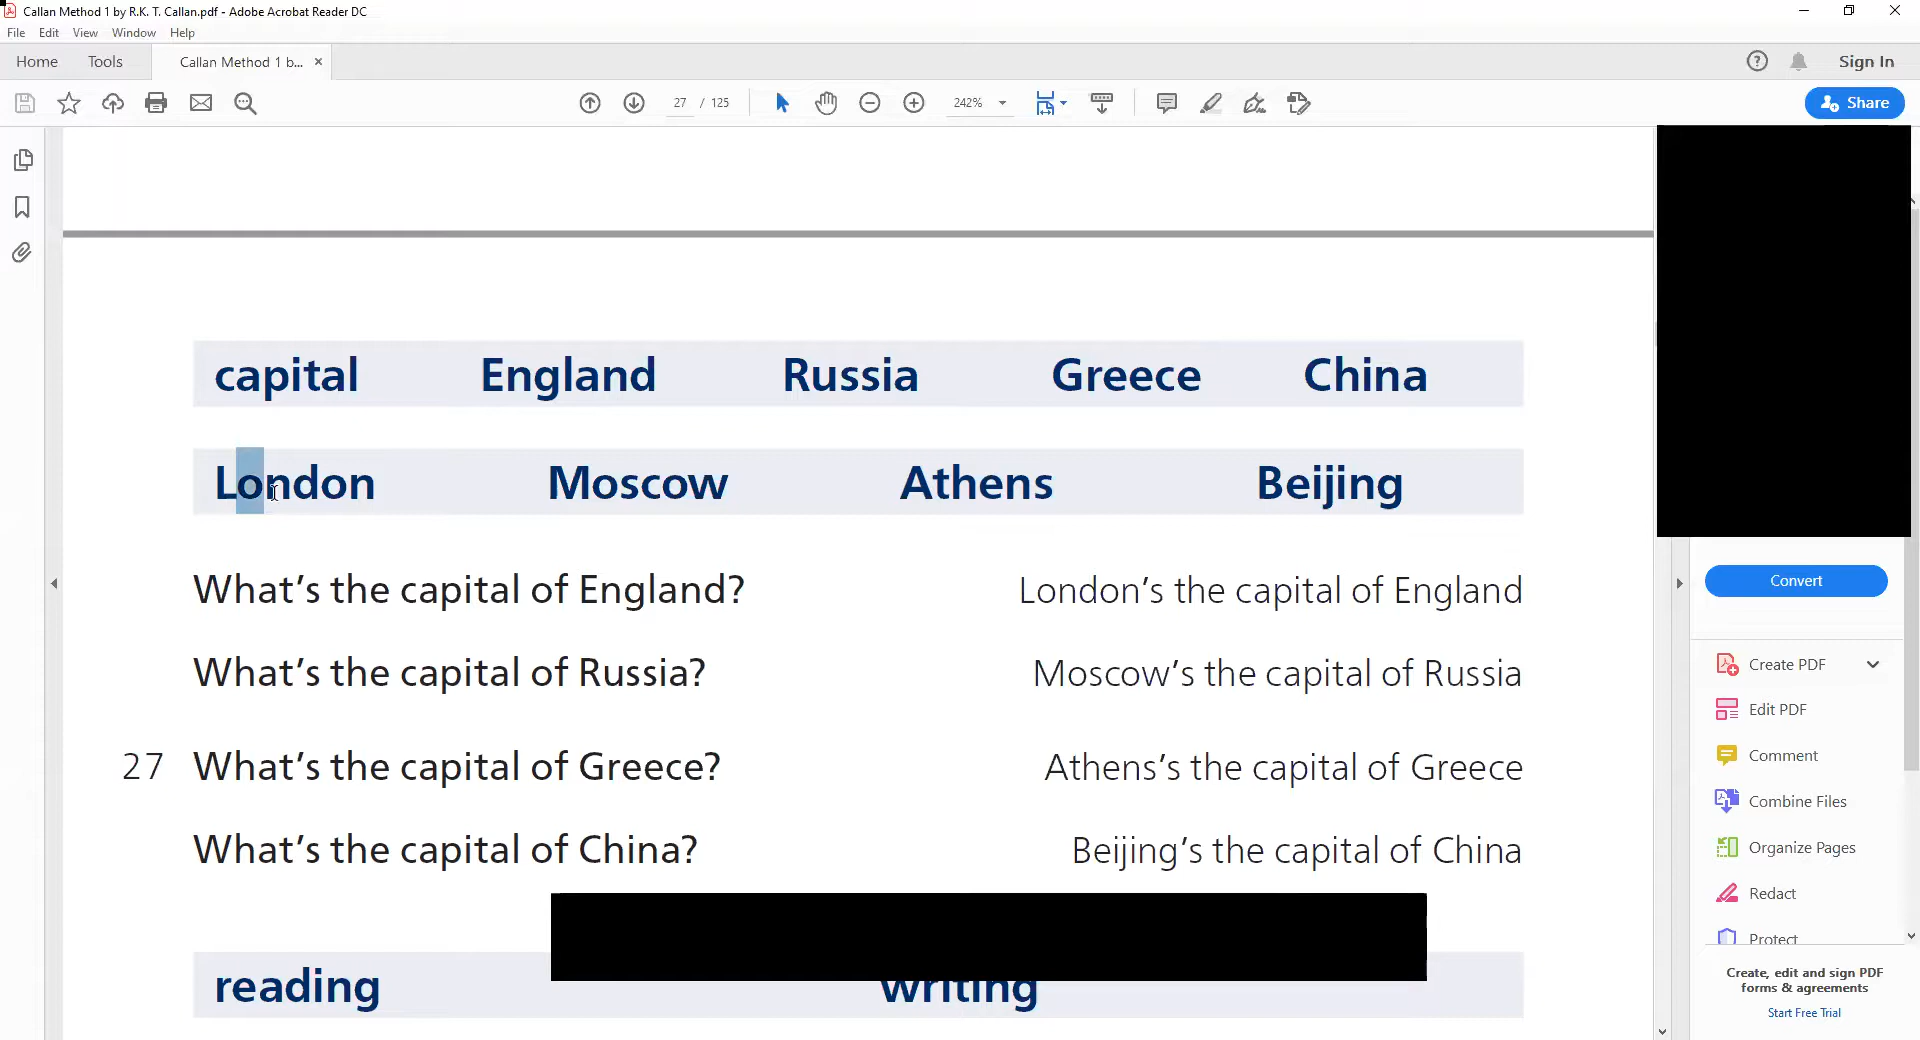 Callan Method 1 by R.K. T. Callan.pdf - Adobe Acrobat Reader DC
File Edit View Window Help
Home Tools Callan Method 1 b... × Sign In
27 / 125 242% Share
capital England Russia Greece China
London Moscow Athens Beijing
What’s the capital of England? London’s the capital of England
What’s the capital of Russia? Moscow’s the capital of Russia
27 What’s the capital of Greece? Athens’s the capital of Greece
What’s the capital of China? Beijing’s the capital of China
reading writing
Convert
Create PDF
Edit PDF
Comment
Combine Files
Organize Pages
Redact
Protect
Create, edit and sign PDF
forms & agreements
Start Free Trial